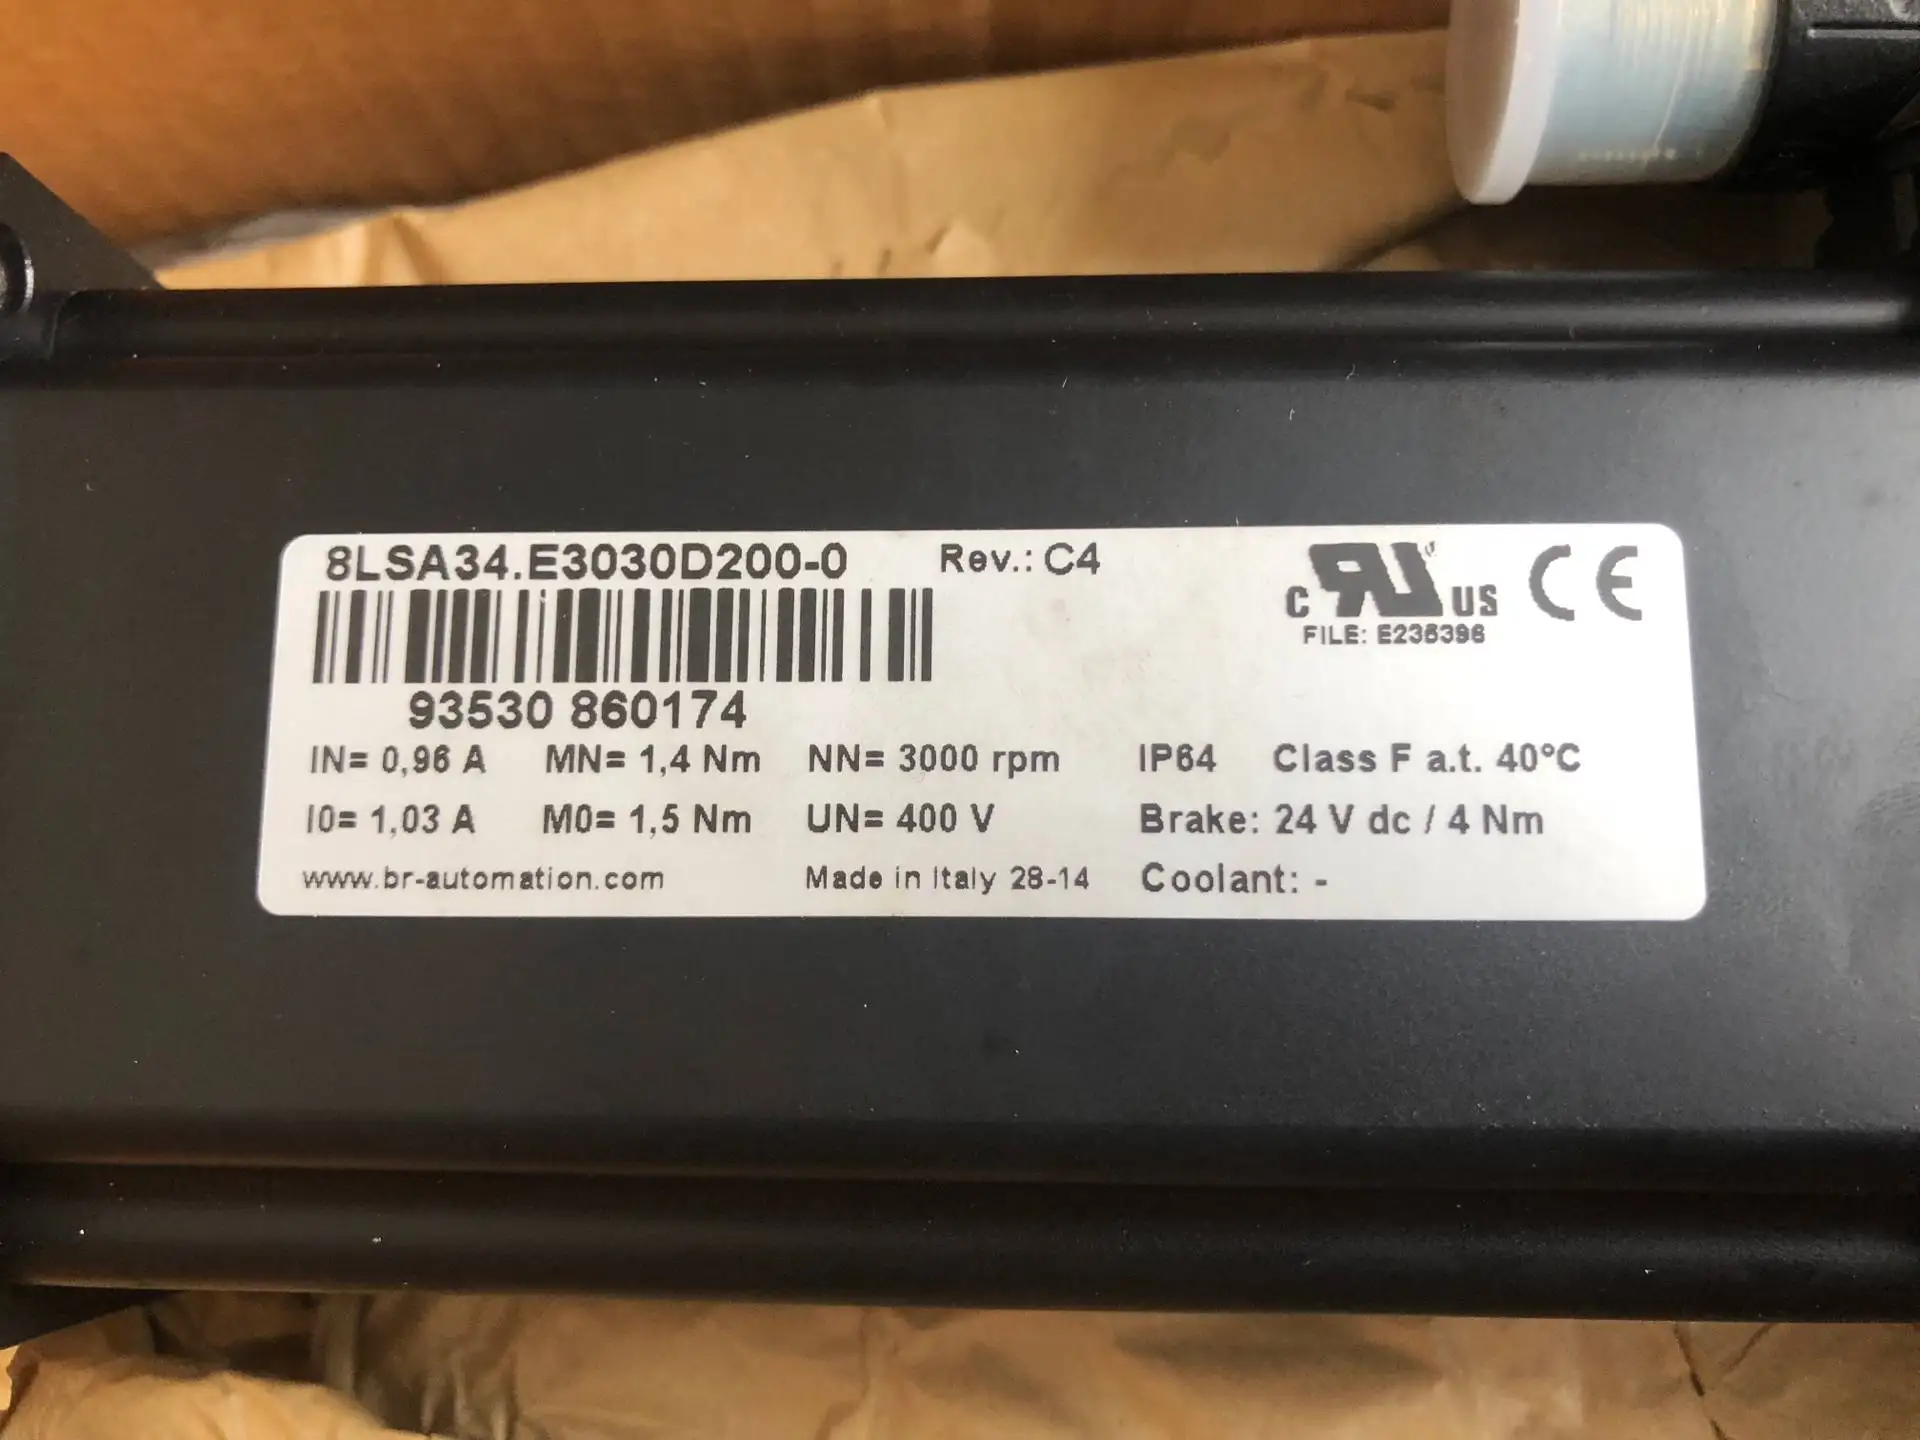 8LSA34.E3030D200-0 Rev.: C4
C RU US CE
FILE: E235396
93530 860174
IN= 0,96 A MN= 1,4 Nm NN= 3000 rpm IP64 Class F a.t. 40°C
I0= 1,03 A M0= 1,5 Nm UN= 400 V Brake: 24 V dc / 4 Nm
www.br-automation.com Made in Italy 28-14 Coolant: -